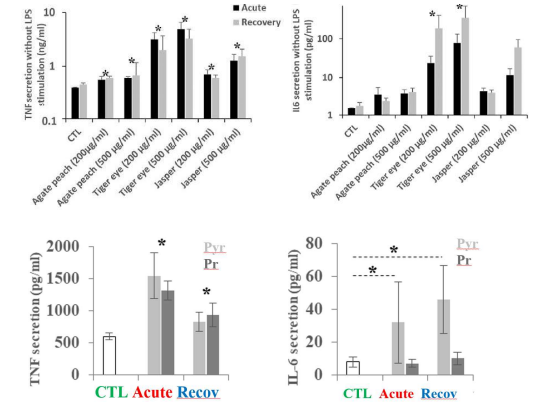 TNF secretion without LPS
stimulation (ng/ml)
10
1
0.1
Acute
Recovery
* * * * * *
CTL
Agate peach (200µg/ml)
Agate peach (500 µg/ml)
Tiger eye (200 µg/ml)
Tiger eye (500 µg/ml)
Jasper (200 µg/ml)
Jasper (500 µg/ml)
Il6 secretion without LPS
stimulation (pg/ml)
100
10
1
* *
CTL
Agate peach (200µg/ml)
Agate peach (500 µg/ml)
Tiger eye (200 µg/ml)
Tiger eye (500 µg/ml)
Jasper (200 µg/ml)
Jasper (500 µg/ml)
TNF secretion (pg/ml)
2000
1500
1000
500
0
Pyr
Pr
* *
CTL Acute Recov
IL-6 secretion (pg/ml)
80
60
40
20
0
Pyr
Pr
* *
CTL Acute Recov